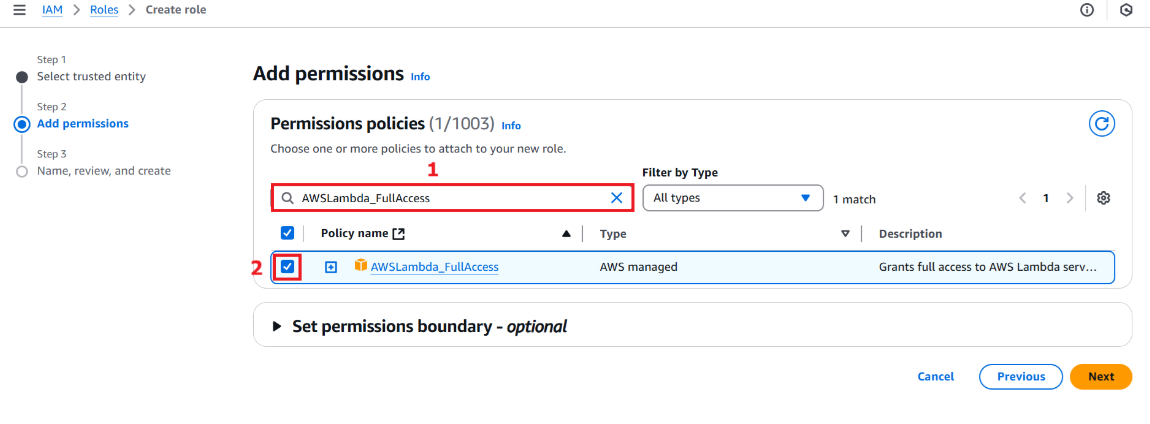 IAM > Roles > Create role
Step 1
Select trusted entity
Step 2
Add permissions
Step 3
Name, review, and create
Add permissions Info
Permissions policies (1/1003) Info
Choose one or more policies to attach to your new role.
1
Filter by Type
AWSLambda_FullAccess
All types
1 match
1
Policy name
Type
Description
2
AWSLambda_FullAccess
AWS managed
Grants full access to AWS Lambda serv...
Set permissions boundary - optional
Cancel
Previous
Next